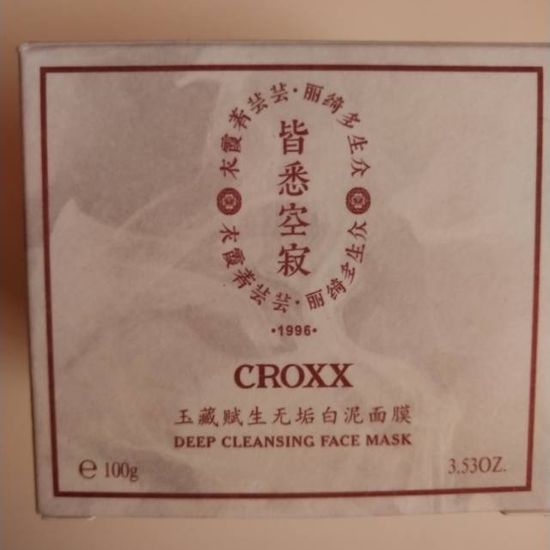 衣霞菁芸芸·丽绮多生众
皆悉空寂
衣霞菁芸芸·丽绮多生众
·1996·
CROXX
玉藏赋生无垢白泥面膜
DEEP CLEANSING FACE MASK
e 100g
3.53OZ.